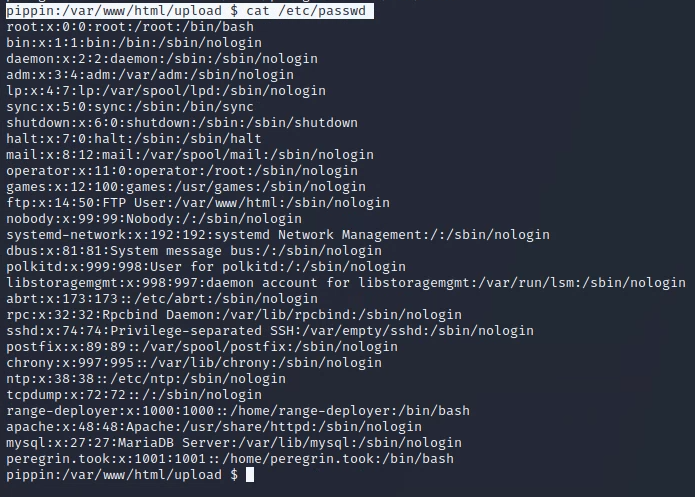 pippin:/var/www/html/upload $ cat /etc/passwd
root:x:0:0:root:/root:/bin/bash
bin:x:1:1:bin:/bin:/sbin/nologin
daemon:x:2:2:daemon:/sbin:/sbin/nologin
adm:x:3:4:adm:/var/adm:/sbin/nologin
lp:x:4:7:lp:/var/spool/lpd:/sbin/nologin
sync:x:5:0:sync:/sbin:/bin/sync
shutdown:x:6:0:shutdown:/sbin:/sbin/shutdown
halt:x:7:0:halt:/sbin:/sbin/halt
mail:x:8:12:mail:/var/spool/mail:/sbin/nologin
operator:x:11:0:operator:/root:/sbin/nologin
games:x:12:100:games:/usr/games:/sbin/nologin
ftp:x:14:50:FTP User:/var/www/html:/sbin/nologin
nobody:x:99:99:Nobody:/:/sbin/nologin
systemd-network:x:192:192:systemd Network Management:/:/sbin/nologin
dbus:x:81:81:System message bus:/:/sbin/nologin
polkitd:x:999:998:User for polkitd:/:/sbin/nologin
libstoragemgmt:x:998:997:daemon account for libstoragemgmt:/var/run/lsm:/sbin/nologin
abrt:x:173:173::/etc/abrt:/sbin/nologin
rpc:x:32:32:Rpcbind Daemon:/var/lib/rpcbind:/sbin/nologin
sshd:x:74:74:Privilege-separated SSH:/var/empty/sshd:/sbin/nologin
postfix:x:89:89::/var/spool/postfix:/sbin/nologin
chrony:x:997:995::/var/lib/chrony:/sbin/nologin
ntp:x:38:38::/etc/ntp:/sbin/nologin
tcpdump:x:72:72::/:/sbin/nologin
range-deployer:x:1000:1000::/home/range-deployer:/bin/bash
apache:x:48:48:Apache:/usr/share/httpd:/sbin/nologin
mysql:x:27:27:MariaDB Server:/var/lib/mysql:/sbin/nologin
peregrin.took:x:1001:1001::/home/peregrin.took:/bin/bash
pippin:/var/www/html/upload $